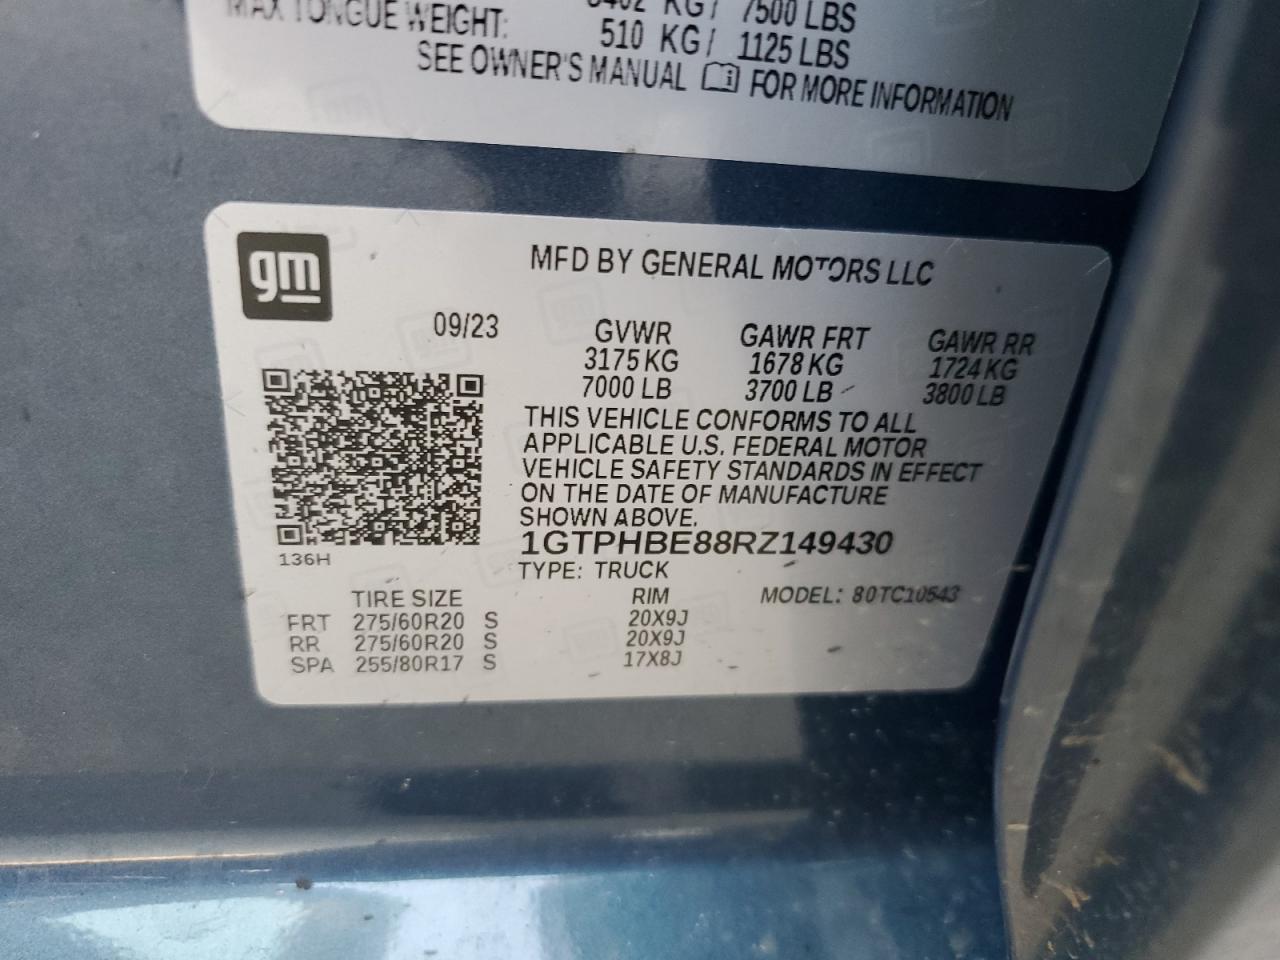 KG / 7500 LBS
MAX TONGUE WEIGHT: 510 KG / 1125 LBS
SEE OWNER'S MANUAL FOR MORE INFORMATION
gm
MFD BY GENERAL MOTORS LLC
09/23 GVWR GAWR FRT GAWR RR
3175 KG 1678 KG 1724 KG
7000 LB 3700 LB 3800 LB
THIS VEHICLE CONFORMS TO ALL
APPLICABLE U.S. FEDERAL MOTOR
VEHICLE SAFETY STANDARDS IN EFFECT
ON THE DATE OF MANUFACTURE
SHOWN ABOVE.
1GTPHBE88RZ149430
136H
TYPE: TRUCK
TIRE SIZE RIM MODEL: 80TC10543
FRT 275/60R20 S 20X9J
RR 275/60R20 S 20X9J
SPA 255/80R17 S 17X8J